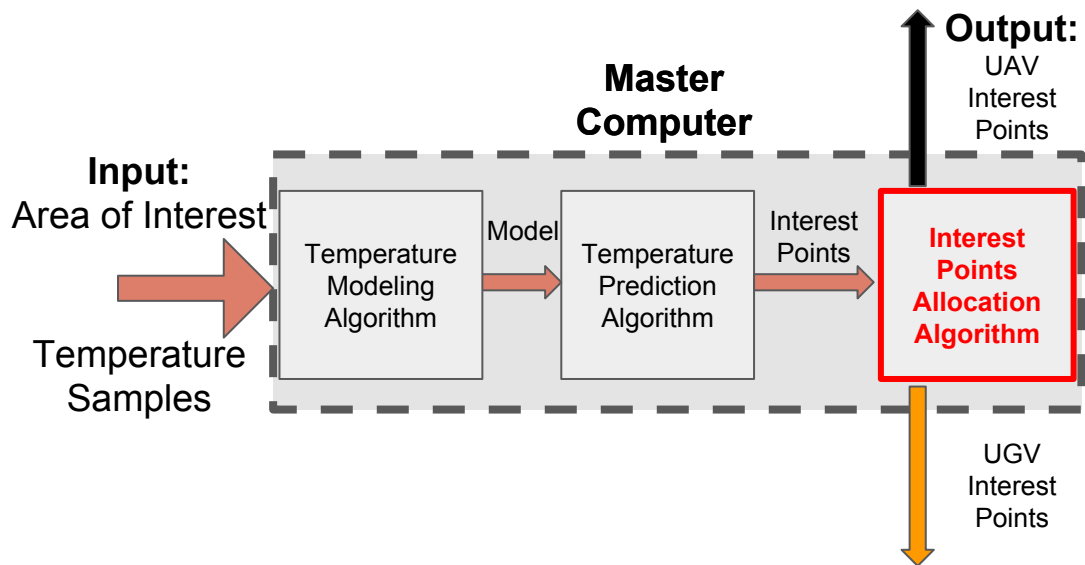 Master
Computer
Input:
Area of Interest
Temperature
Samples
Temperature
Modeling
Algorithm
Model
Temperature
Prediction
Algorithm
Interest
Points
Interest
Points
Allocation
Algorithm
Output:
UAV
Interest
Points
UGV
Interest
Points